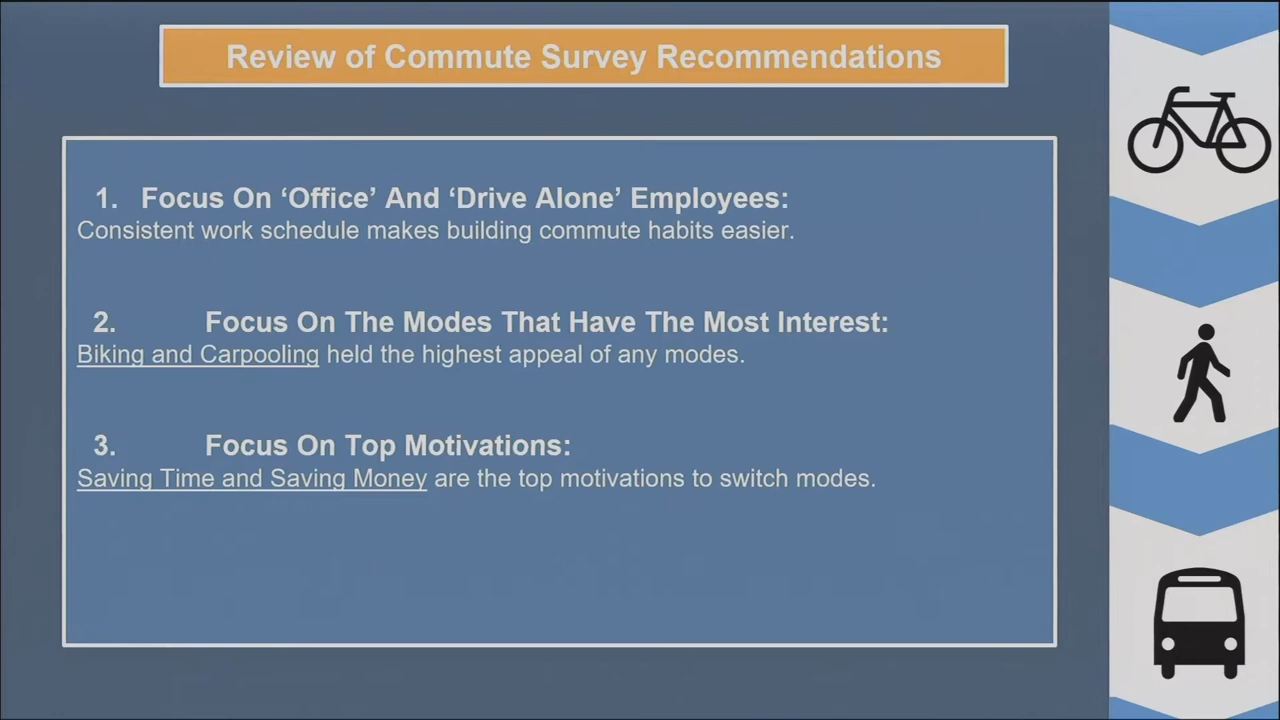 Review of Commute Survey Recommendations
1. Focus On ‘Office’ And ‘Drive Alone’ Employees:
Consistent work schedule makes building commute habits easier.
2. Focus On The Modes That Have The Most Interest:
Biking and Carpooling held the highest appeal of any modes.
3. Focus On Top Motivations:
Saving Time and Saving Money are the top motivations to switch modes.